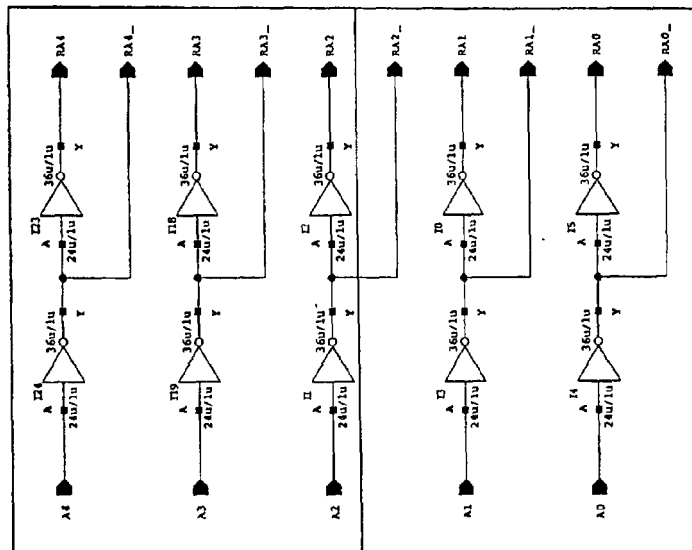 RA4
RA4_
RA3
RA3_
RA2
RA2_
RA1
RA1_
RA0
RA0_
36u/1u
Y
I23
A
24u/1u
36u/1u
Y
I18
A
24u/1u
36u/1u
Y
I2
A
24u/1u
36u/1u
Y
I0
A
24u/1u
36u/1u
Y
I5
A
24u/1u
36u/1u
Y
I24
A
24u/1u
36u/1u
Y
I19
A
24u/1u
36u/1u
Y
A
24u/1u
36u/1u
Y
I3
A
24u/1u
36u/1u
Y
I4
A
24u/1u
A4
A3
A2
A1
A0